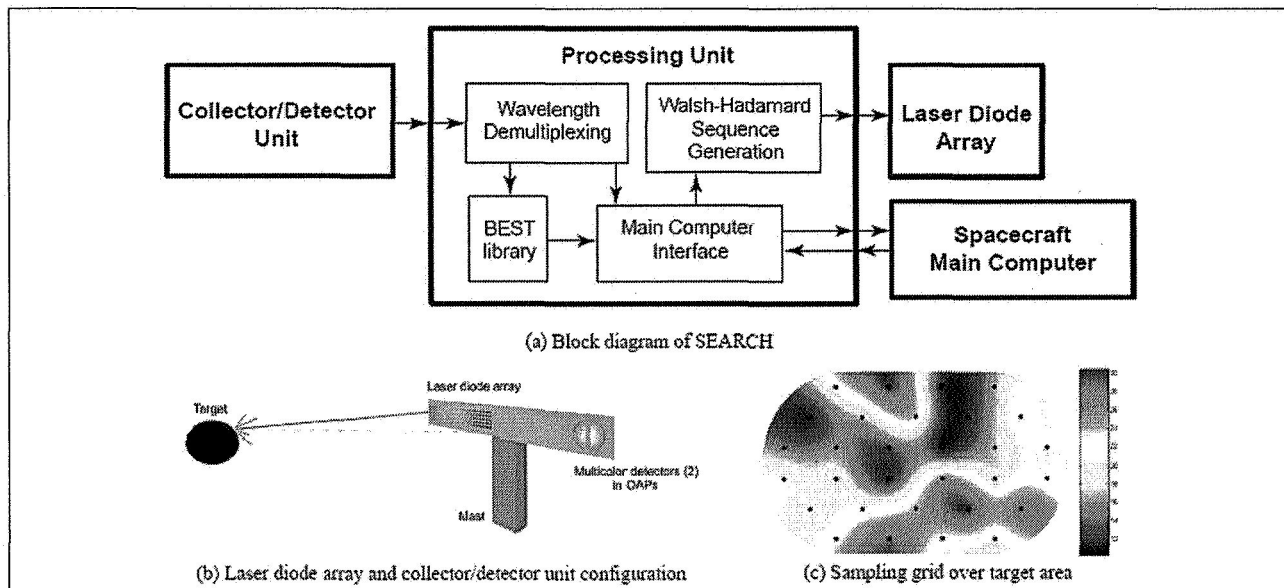 Processing Unit
Collector/Detector
Unit
Wavelength
Demultiplexing
Walsh-Hadamard
Sequence
Generation
Laser Diode
Array
BEST
library
Main Computer
Interface
Spacecraft
Main Computer
(a) Block diagram of SEARCH
Laser diode array
Target
Multicolor detectors (2)
in OAPs
Mast
(b) Laser diode array and collector/detector unit configuration
(c) Sampling grid over target area